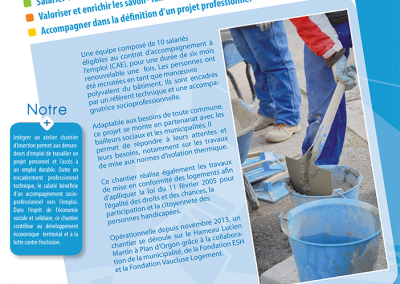 Valoriser et enrichir les savoir-
Accompagner dans la définition d'un projet professionnel
Une équipe composé de 10 salariés
éligibles au contrat d'accompagnement à
l'emploi (CAE), pour une durée de six mois
renouvelable une fois. Les personnes ont
été recrutées en tant que manoeuvre
polyvalent du bâtiment. Ils sont encadrés
par un référent technique et une accompa-
gnatrice socioprofessionnelle.
Adaptable aux besoins de toute commune,
ce projet se monte en partenariat avec les
bailleurs sociaux et les municipalités. Il
permet de répondre à leurs attentes et
leurs besoins, notamment sur les travaux
de mise aux normes d'isolation thermique.
Ce chantier réalise également les travaux
de mise en conformité des logements afin
d'appliquer la loi du 11 février 2005 pour
l'égalité des droits et des chances, la
participation et la citoyenneté des
personnes handicapées.
Opérationnelle depuis novembre 2013, un
chantier se déroule sur le Hameau Lucien
Martin à Plan d'Orgon grâce à la collabora-
tion de la municipalité, de la Fondation ESH
et la Fondation Vaucluse Logement.
Notre
+
Intégrer un atelier chantier
d'insertion permet aux deman-
deurs d'emploi de travailler un
projet personnel et l'accès à
un emploi durable. Outre un
encadrement professionnel
technique, le salarié bénéficie
d'un accompagnement socio-
professionnel vers l'emploi.
Dans l'esprit de l'économie
sociale et solidaire, ce chantier
contribue au développement
économique territorial et à la
lutte contre l'exclusion.